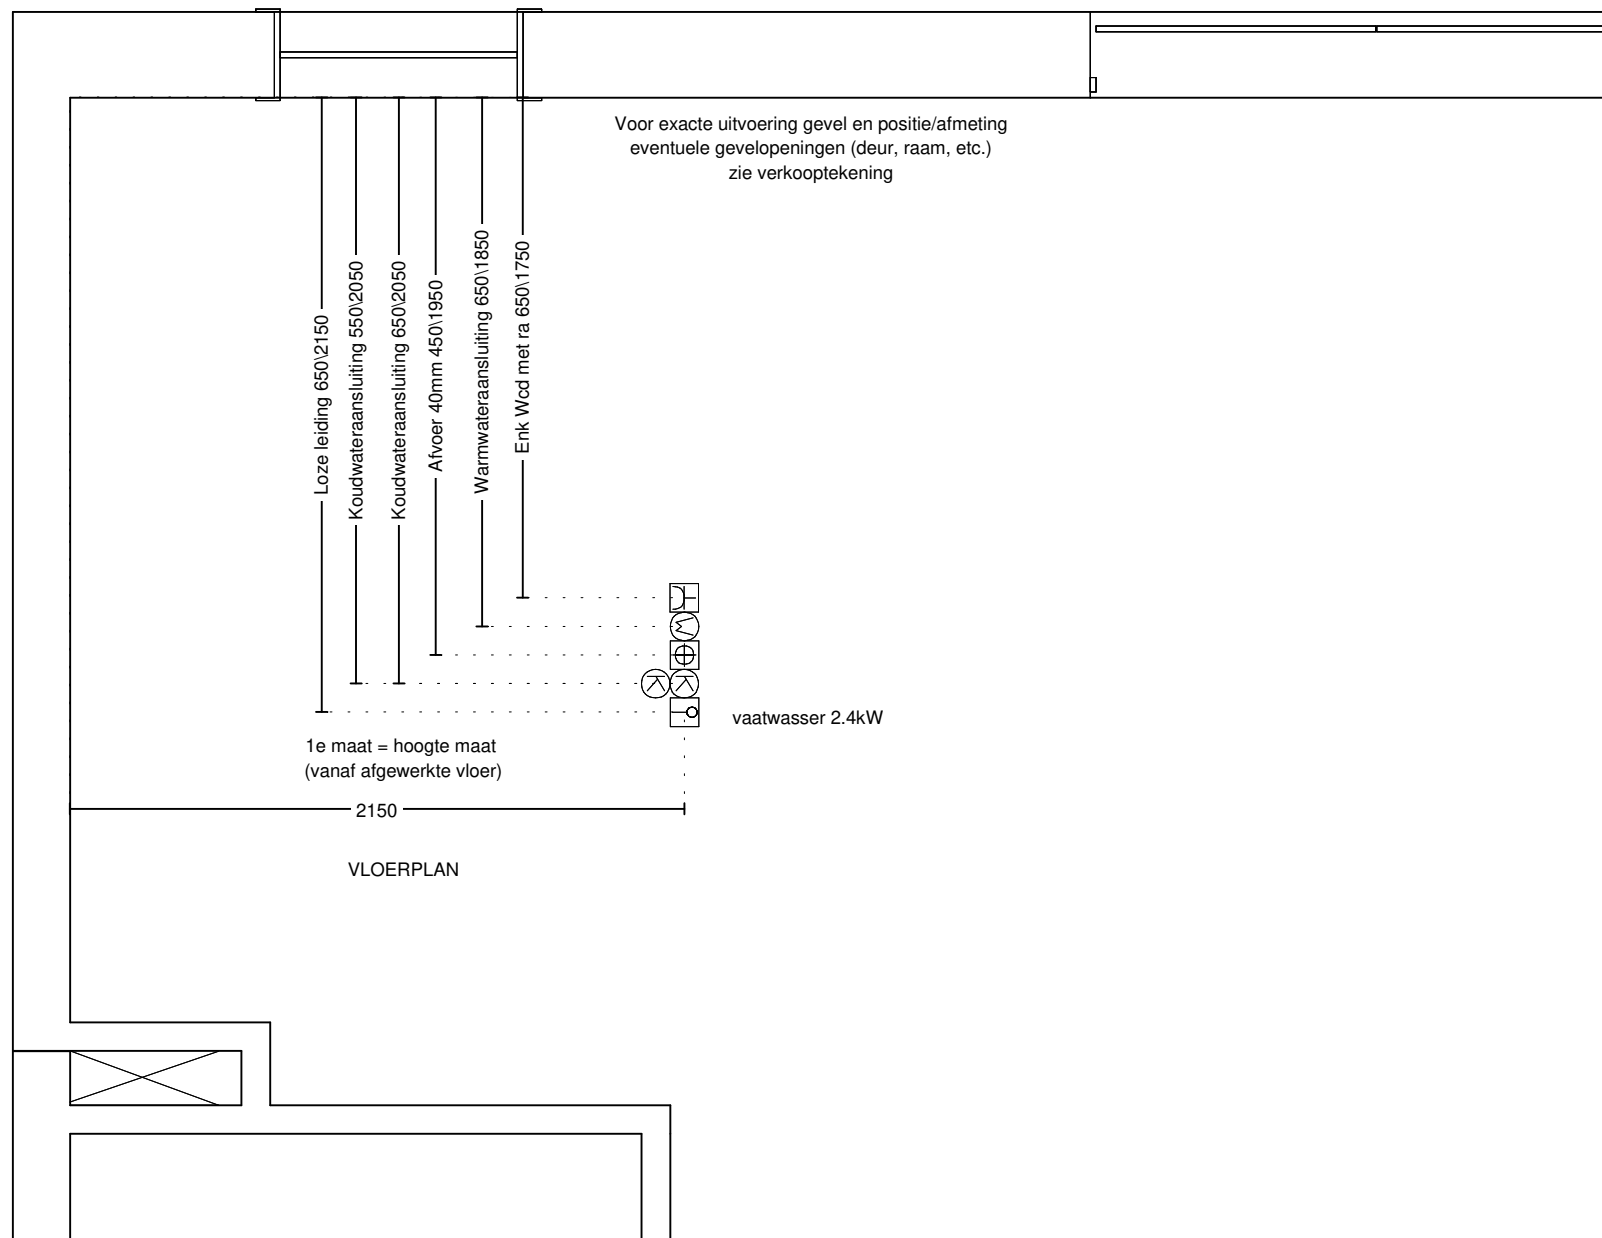 Voor exacte uitvoering gevel en positie/afmeting
eventuele gevelopeningen (deur, raam, etc.)
zie verkooptekening
Loze leiding 650\2150
Koudwateraansluiting 550\2050
Koudwateraansluiting 650\2050
Afvoer 40mm 450\1950
Warmwateraansluiting 650\1850
Enk Wcd met ra 650\1750
W
K
K
vaatwasser 2.4kW
1e maat = hoogte maat
(vanaf afgewerkte vloer)
2150
VLOERPLAN